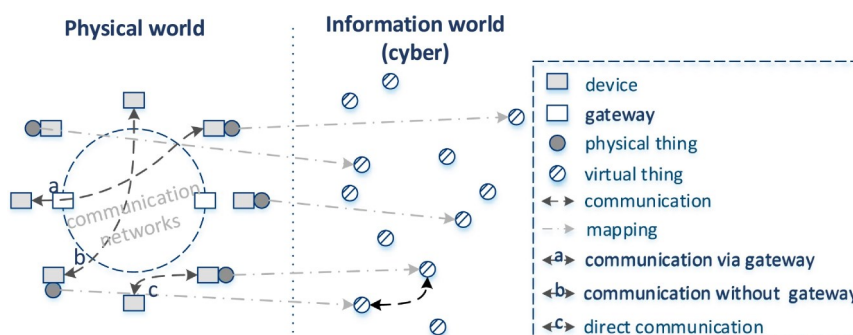 Physical world
Information world
(cyber)
a
communication
networks
b
c
device
gateway
physical thing
virtual thing
communication
mapping
a communication via gateway
b communication without gateway
c direct communication